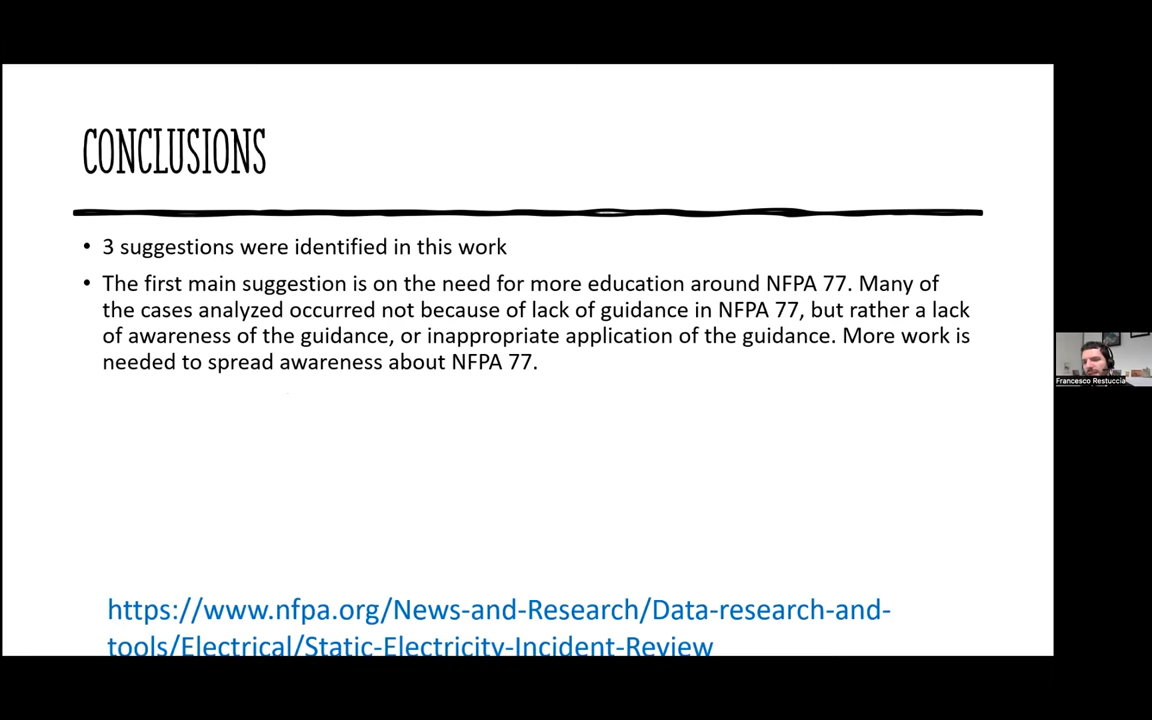 CONCLUSIONS
• 3 suggestions were identified in this work
• The first main suggestion is on the need for more education around NFPA 77. Many of
the cases analyzed occurred not because of lack of guidance in NFPA 77, but rather a lack
of awareness of the guidance, or inappropriate application of the guidance. More work is
needed to spread awareness about NFPA 77.
Francesco Restuccia
https://www.nfpa.org/News-and-Research/Data-research-and-
tools/Electrical/Static-Electricity-Incident-Review